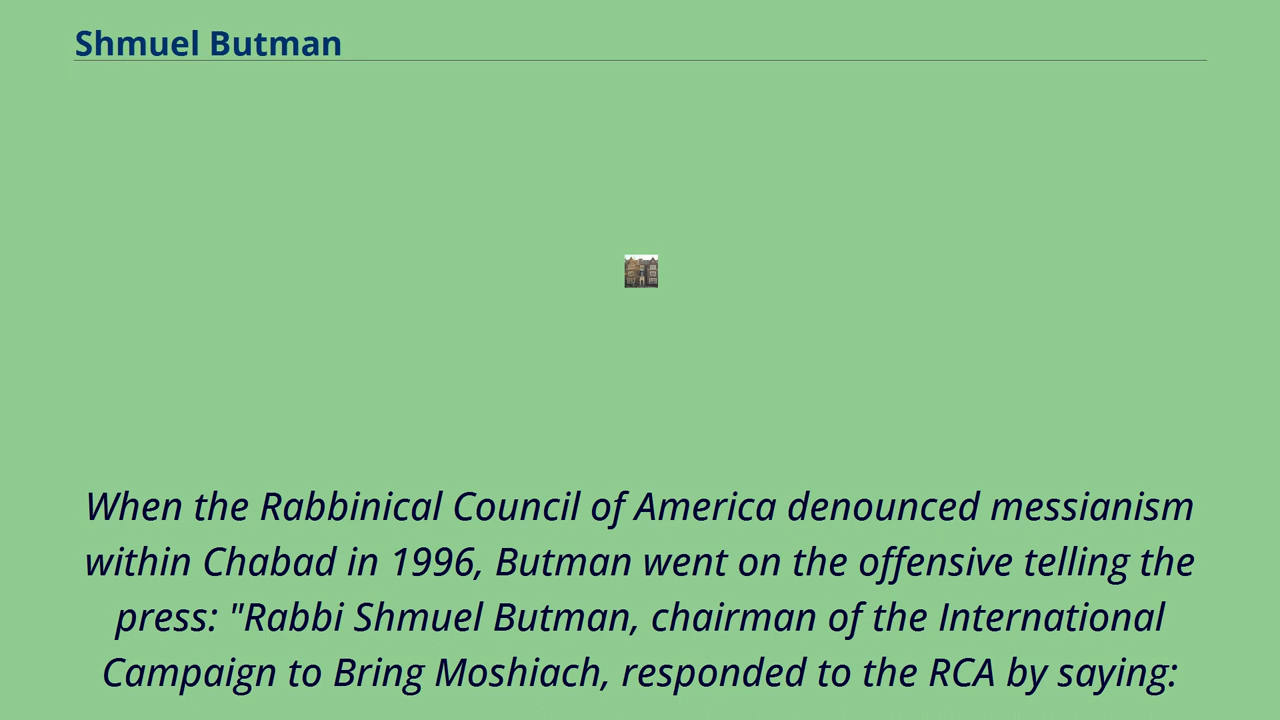 Shmuel Butman
When the Rabbinical Council of America denounced messianism
within Chabad in 1996, Butman went on the offensive telling the
press: "Rabbi Shmuel Butman, chairman of the International
Campaign to Bring Moshiach, responded to the RCA by saying: